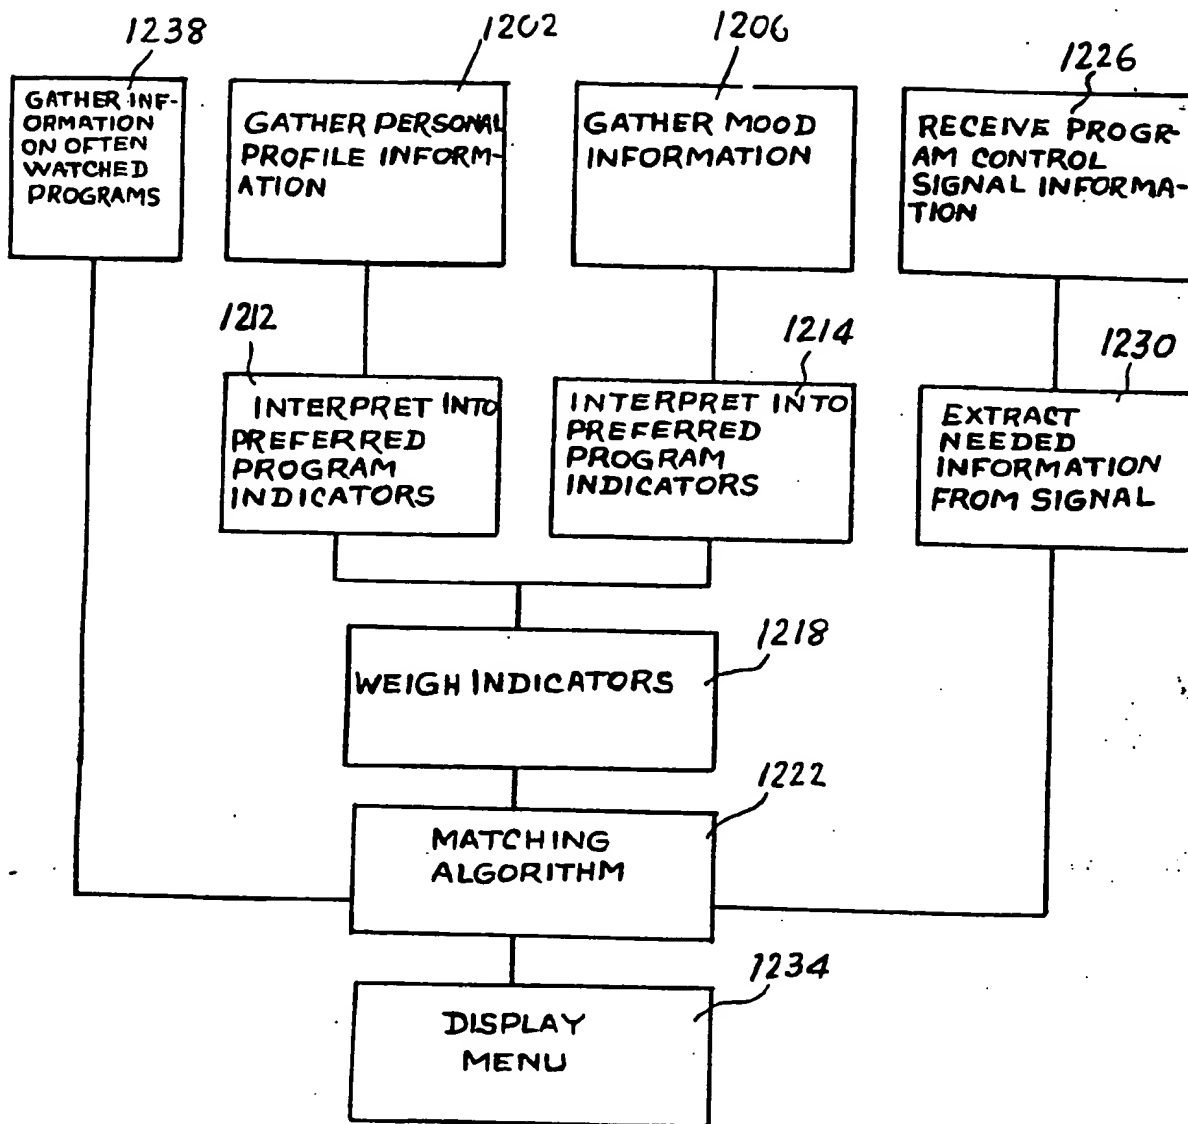 1238
GATHER INF-
ORMATION
ON OFTEN
WATCHED
PROGRAMS
1202
GATHER PERSONAL
PROFILE INFORM-
ATION
1206
GATHER MOOD
INFORMATION
1226
RECEIVE PROGR-
AM CONTROL
SIGNAL INFORMA-
TION
1212
INTERPRET INTO
PREFERRED
PROGRAM
INDICATORS
1214
INTERPRET INTO
PREFERRED
PROGRAM
INDICATORS
1230
EXTRACT
NEEDED
INFORMATION
FROM SIGNAL
1218
WEIGH INDICATORS
1222
MATCHING
ALGORITHM
1234
DISPLAY
MENU